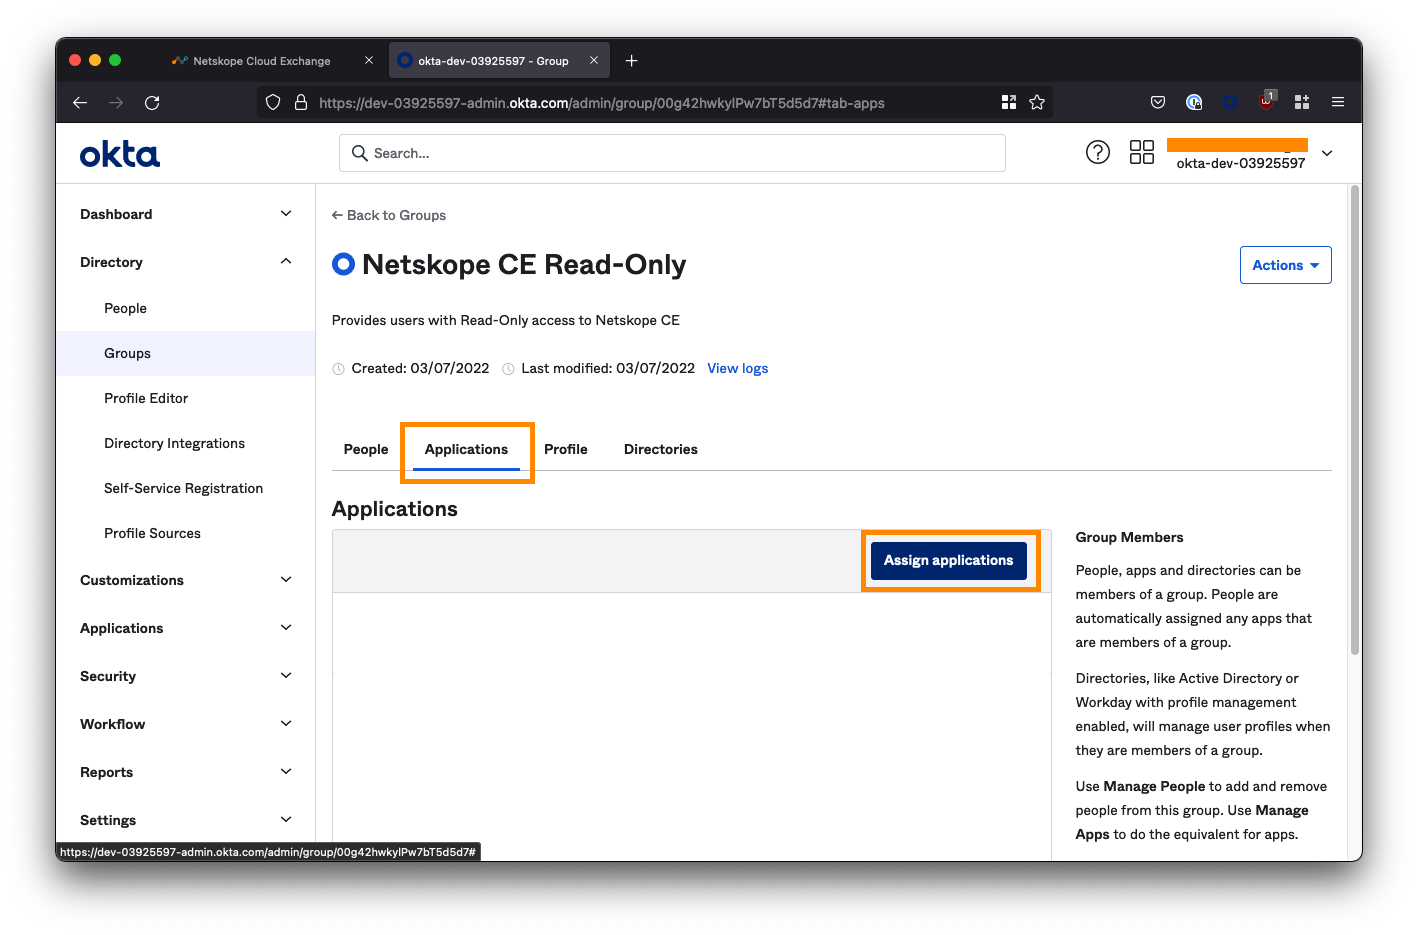 Netskope Cloud Exchange
okta-dev-03925597 - Group
https://dev-03925597-admin.okta.com/admin/group/00g42hwkylPw7bT5d5d7#tab-apps
1
okta
Search...
okta-dev-03925597
Dashboard
Directory
People
Groups
Profile Editor
Directory Integrations
Self-Service Registration
Profile Sources
Customizations
Applications
Security
Workflow
Reports
Settings
← Back to Groups
Netskope CE Read-Only
Actions
Provides users with Read-Only access to Netskope CE
Created: 03/07/2022 Last modified: 03/07/2022 View logs
People Applications Profile Directories
Applications
Assign applications
Group Members
People, apps and directories can be
members of a group. People are
automatically assigned any apps that
are members of a group.
Directories, like Active Directory or
Workday with profile management
enabled, will manage user profiles when
they are members of a group.
Use Manage People to add and remove
people from this group. Use Manage
Apps to do the equivalent for apps.
https://dev-03925597-admin.okta.com/admin/group/00g42hwkylPw7bT5d5d7#